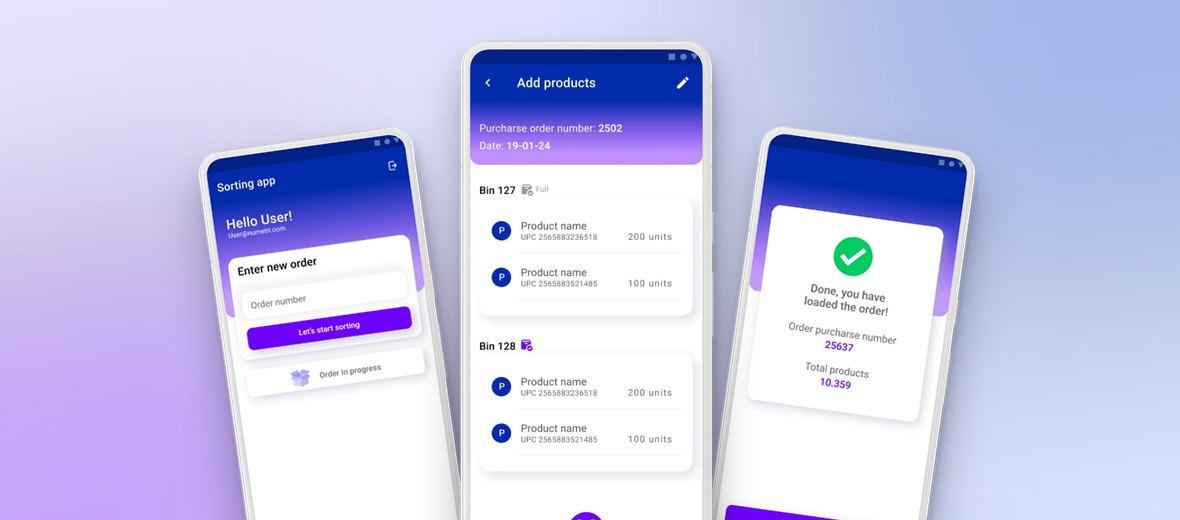 Sorting app
Hello User!
User@eumetri.com
Enter new order
Order number
Let's start sorting
Order in progress
Add products
Purcharse order number: 2502
Date: 19-01-24
Bin 127 Full
P Product name
UPC 2565883236518 200 units
P Product name
UPC 2565883521485 100 units
Bin 128
P Product name
UPC 2565883236518 200 units
P Product name
UPC 2565883521485 100 units
Done, you have
loaded the order!
Order purcharse number
25637
Total products
10.359